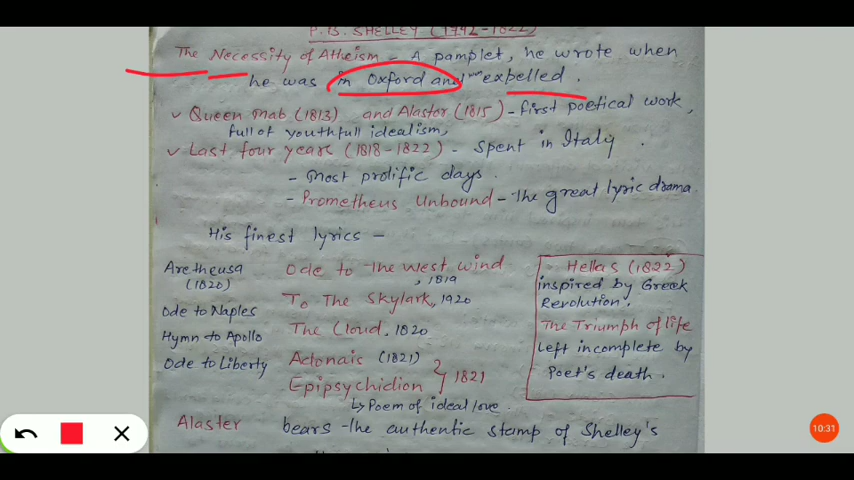 P.B. SHELLEY (1792-1822)
The Necessity of Atheism - A pamplet, he wrote when
he was in Oxford and expelled .
✓ Queen Mab (1813) and Alastor (1815) - first poetical work,
full of youthfull idealism,
✓ Last four years (1818-1822) - spent in Italy .
- Most prolific days .
- Prometheus Unbound - The great lyric drama
His finest lyrics -
Arethusa Ode to the West Wind
(1820) , 1819
Ode to Naples To The Skylark, 1920
Hymn to Apollo The Cloud, 1820
Ode to Liberty Adonais (1821)
Epipsychidion } 1821
↳ Poem of ideal love .
Hellas (1822)
inspired by Greek
Revolution.
The Triumph of life
left incomplete by
Poet's death .
Alaster bears the authentic stamp of Shelley's
10:31